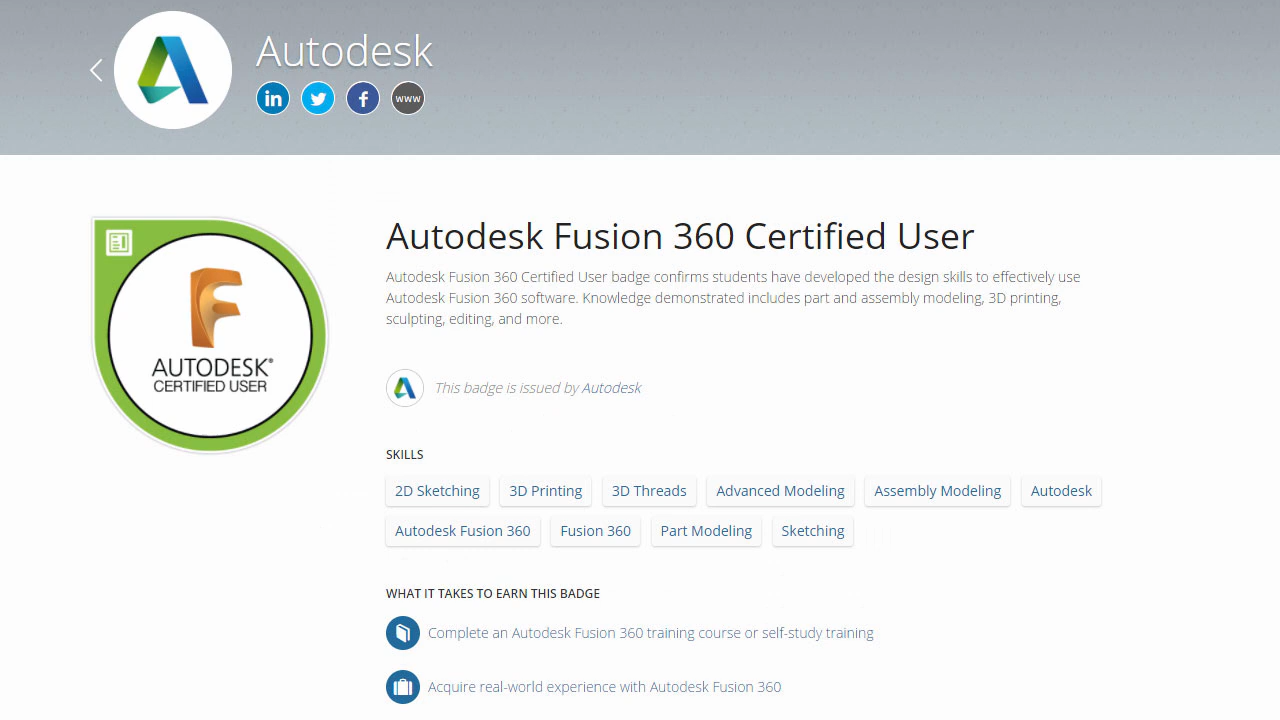 Autodesk
in
f
www
Autodesk Fusion 360 Certified User
Autodesk Fusion 360 Certified User badge confirms students have developed the design skills to effectively use
Autodesk Fusion 360 software. Knowledge demonstrated includes part and assembly modeling, 3D printing,
sculpting, editing, and more.
F
AUTODESK®
CERTIFIED USER
This badge is issued by Autodesk
SKILLS
2D Sketching 3D Printing 3D Threads Advanced Modeling Assembly Modeling Autodesk
Autodesk Fusion 360 Fusion 360 Part Modeling Sketching
WHAT IT TAKES TO EARN THIS BADGE
Complete an Autodesk Fusion 360 training course or self-study training
Acquire real-world experience with Autodesk Fusion 360